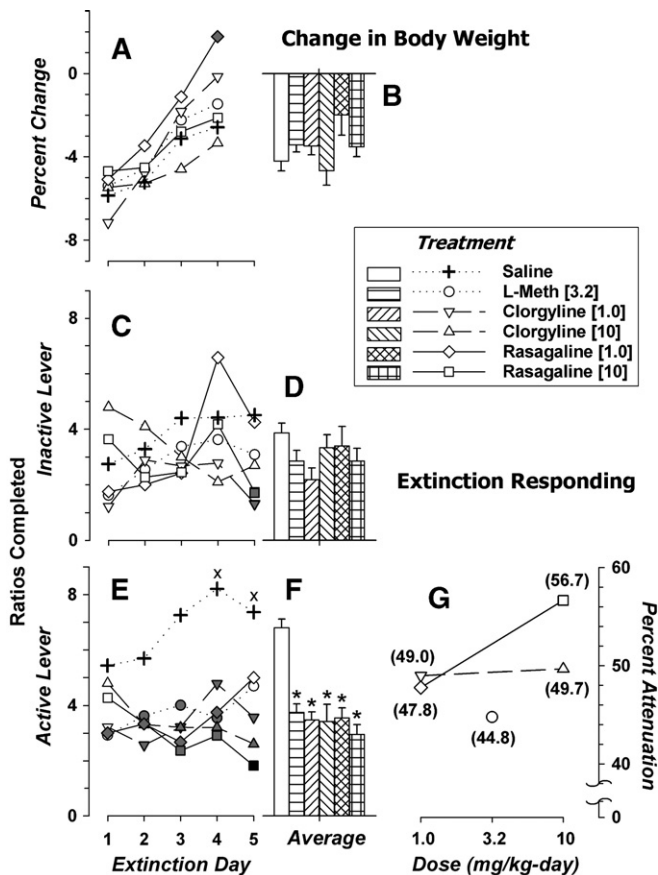 A
Change in Body Weight
B
Percent Change
0
-4
-8
Treatment
Saline
L-Meth [3.2]
Clorgyline [1.0]
Clorgyline [10]
Rasagaline [1.0]
Rasagaline [10]
C
D
Inactive Lever
8
4
0
Extinction Responding
Ratios Completed
E
F
G
Active Lever
8
4
0
x
x
* * * * *
(49.0)
(47.8)
(44.8)
(56.7)
(49.7)
60
50
40
0
Percent Attenuation
1 2 3 4 5
Extinction Day
Average
1.0 3.2 10
Dose (mg/kg-day)